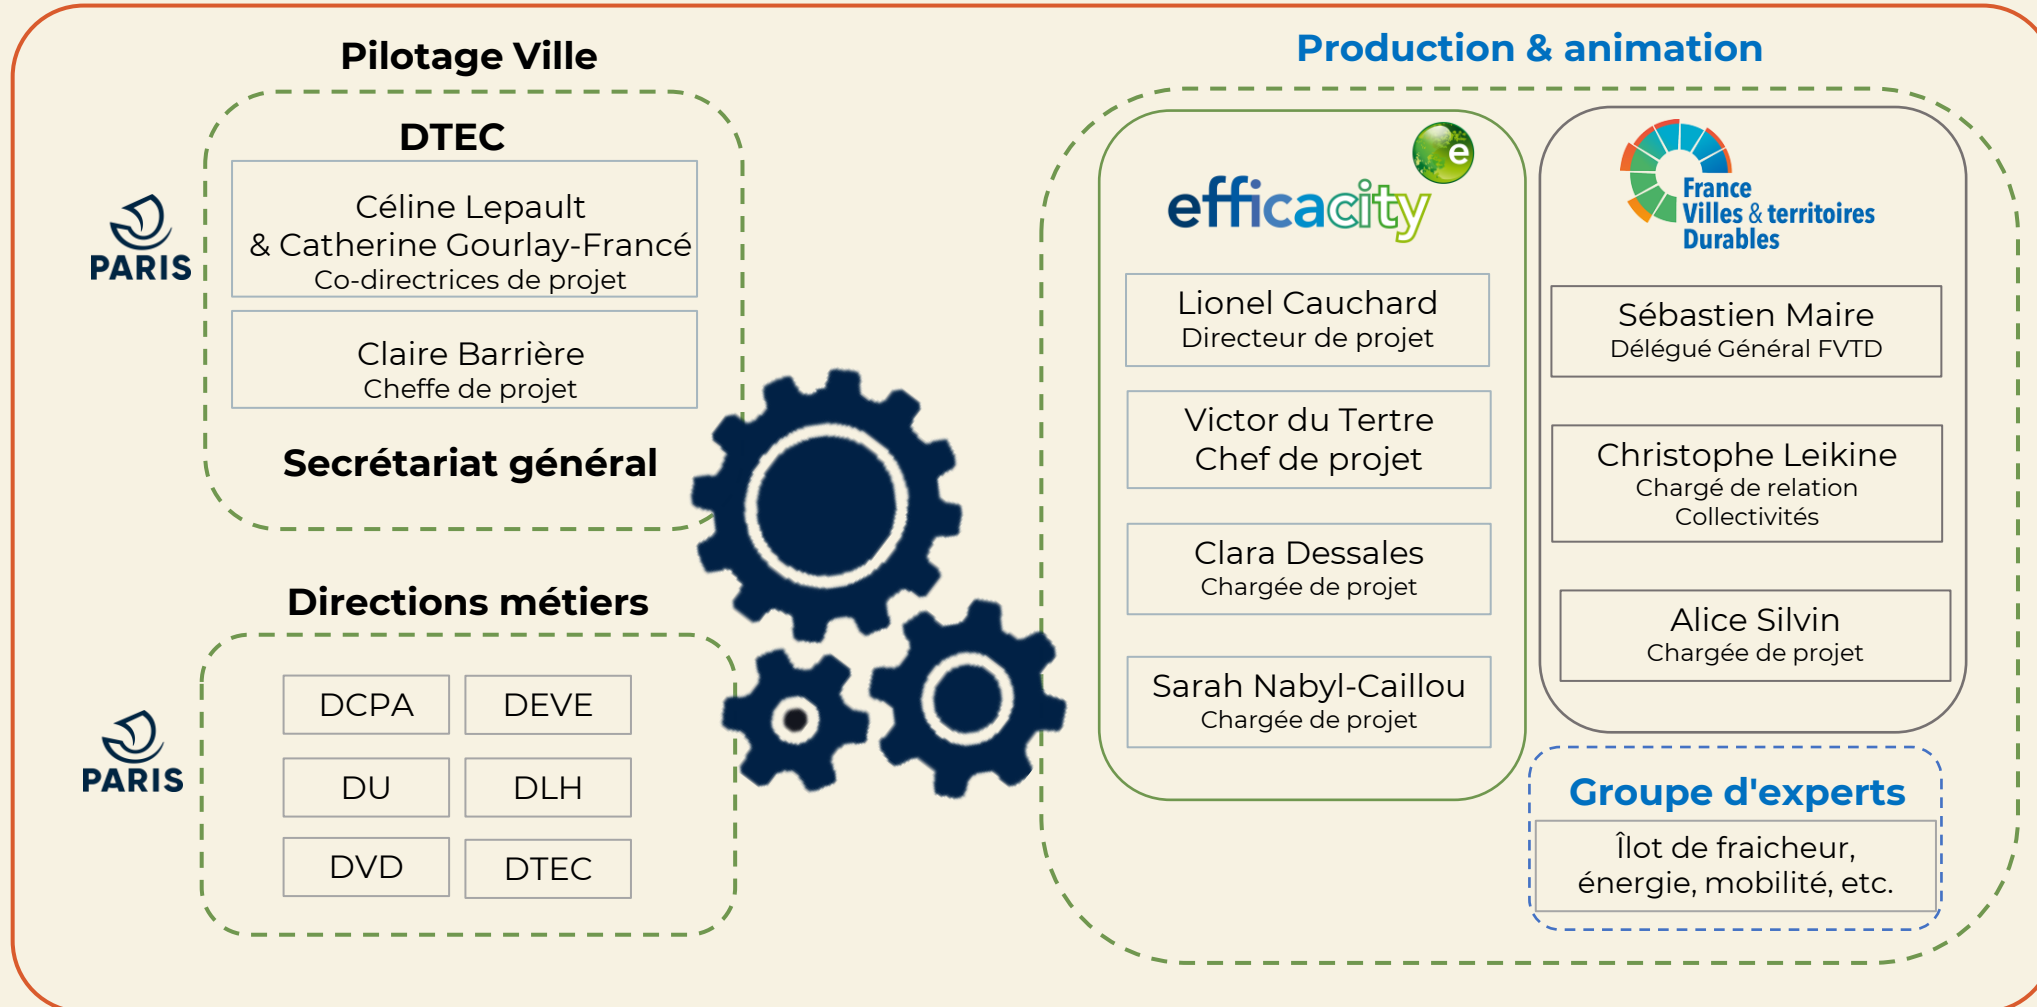 Pilotage Ville
DTEC
Céline Lepault
& Catherine Gourlay-Francé
Co-directrices de projet
Claire Barrière
Cheffe de projet
Secrétariat général
PARIS
Directions métiers
DCPA
DEVE
DU
DLH
DVD
DTEC
PARIS
Production & animation
e
efficacity
Lionel Cauchard
Directeur de projet
Victor du Tertre
Chef de projet
Clara Dessales
Chargée de projet
Sarah Nabyl-Caillou
Chargée de projet
France
Villes & territoires
Durables
Sébastien Maire
Délégué Général FVTD
Christophe Leikine
Chargé de relation
Collectivités
Alice Silvin
Chargée de projet
Groupe d'experts
Îlot de fraicheur,
énergie, mobilité, etc.